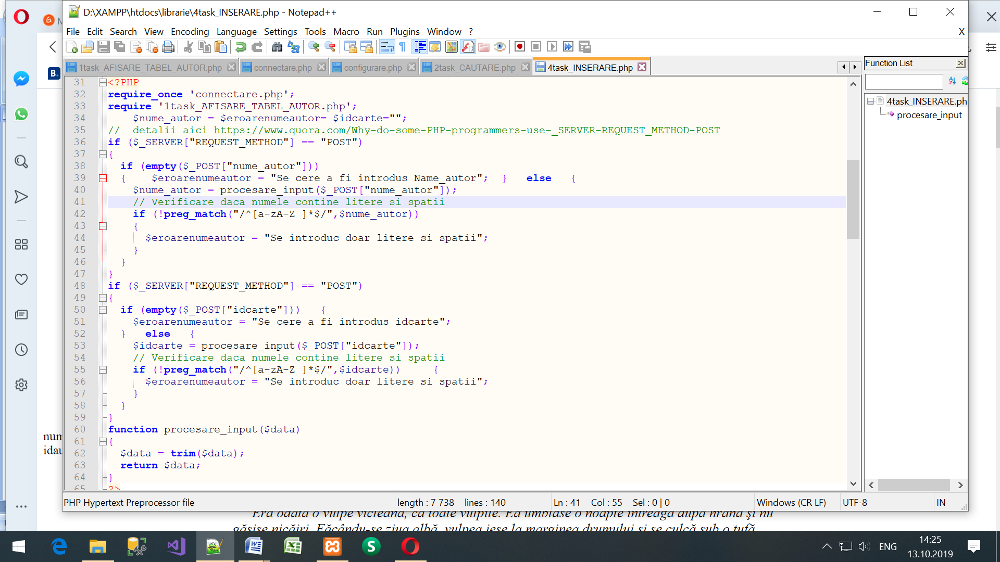 D:\XAMPP\htdocs\librarie\4task_INSERARE.php - Notepad++
File Edit Search View Encoding Language Settings Tools Macro Run Plugins Window ?
X
1task_AFISARE_TABEL_AUTOR.php connectare.php configurare.php 2task_CAUTARE.php 4task_INSERARE.php
Function List
4task_INSERARE.ph
procesare_input
B.
31 <?PHP
32 require_once 'connectare.php';
33 require '1task_AFISARE_TABEL_AUTOR.php';
34 $nume_autor = $eroarenumeautor= $idcarte="";
35 // detalii aici https://www.quora.com/Why-do-some-PHP-programmers-use-_SERVER-REQUEST_METHOD-POST
36 if ($_SERVER["REQUEST_METHOD"] == "POST")
37 {
38 if (empty($_POST["nume_autor"]))
39 { $eroarenumeautor = "Se cere a fi introdus Name_autor"; } else {
40 $nume_autor = procesare_input($_POST["nume_autor"]);
41 // Verificare daca numele contine litere si spatii
42 if (!preg_match("/^[a-zA-Z ]*$/",$nume_autor))
43 {
44 $eroarenumeautor = "Se introduc doar litere si spatii";
45 }
46 }
47 }
48 if ($_SERVER["REQUEST_METHOD"] == "POST")
49 {
50 if (empty($_POST["idcarte"])) {
51 $eroarenumeautor = "Se cere a fi introdus idcarte";
52 } else {
53 $idcarte = procesare_input($_POST["idcarte"]);
54 // Verificare daca numele contine litere si spatii
55 if (!preg_match("/^[a-zA-Z ]*$/",$idcarte)) {
56 $eroarenumeautor = "Se introduc doar litere si spatii";
57 }
58 }
59 }
60 function procesare_input($data)
61 {
62 $data = trim($data);
63 return $data;
64 }
65 ?>
num
idau
PHP Hypertext Preprocessor file length : 7 738 lines : 140 Ln : 41 Col : 55 Sel : 0 | 0 Windows (CR LF) UTF-8 IN
Era odată o vulpe vicleană, ca toate vulpile. Ea umblase o noapte întreagă după hrană şi nu
găsise nicăiri. Făcându-se ziua albă, vulpea iese la marginea drumului şi se culcă sub o tufă
ENG
14:25
13.10.2019